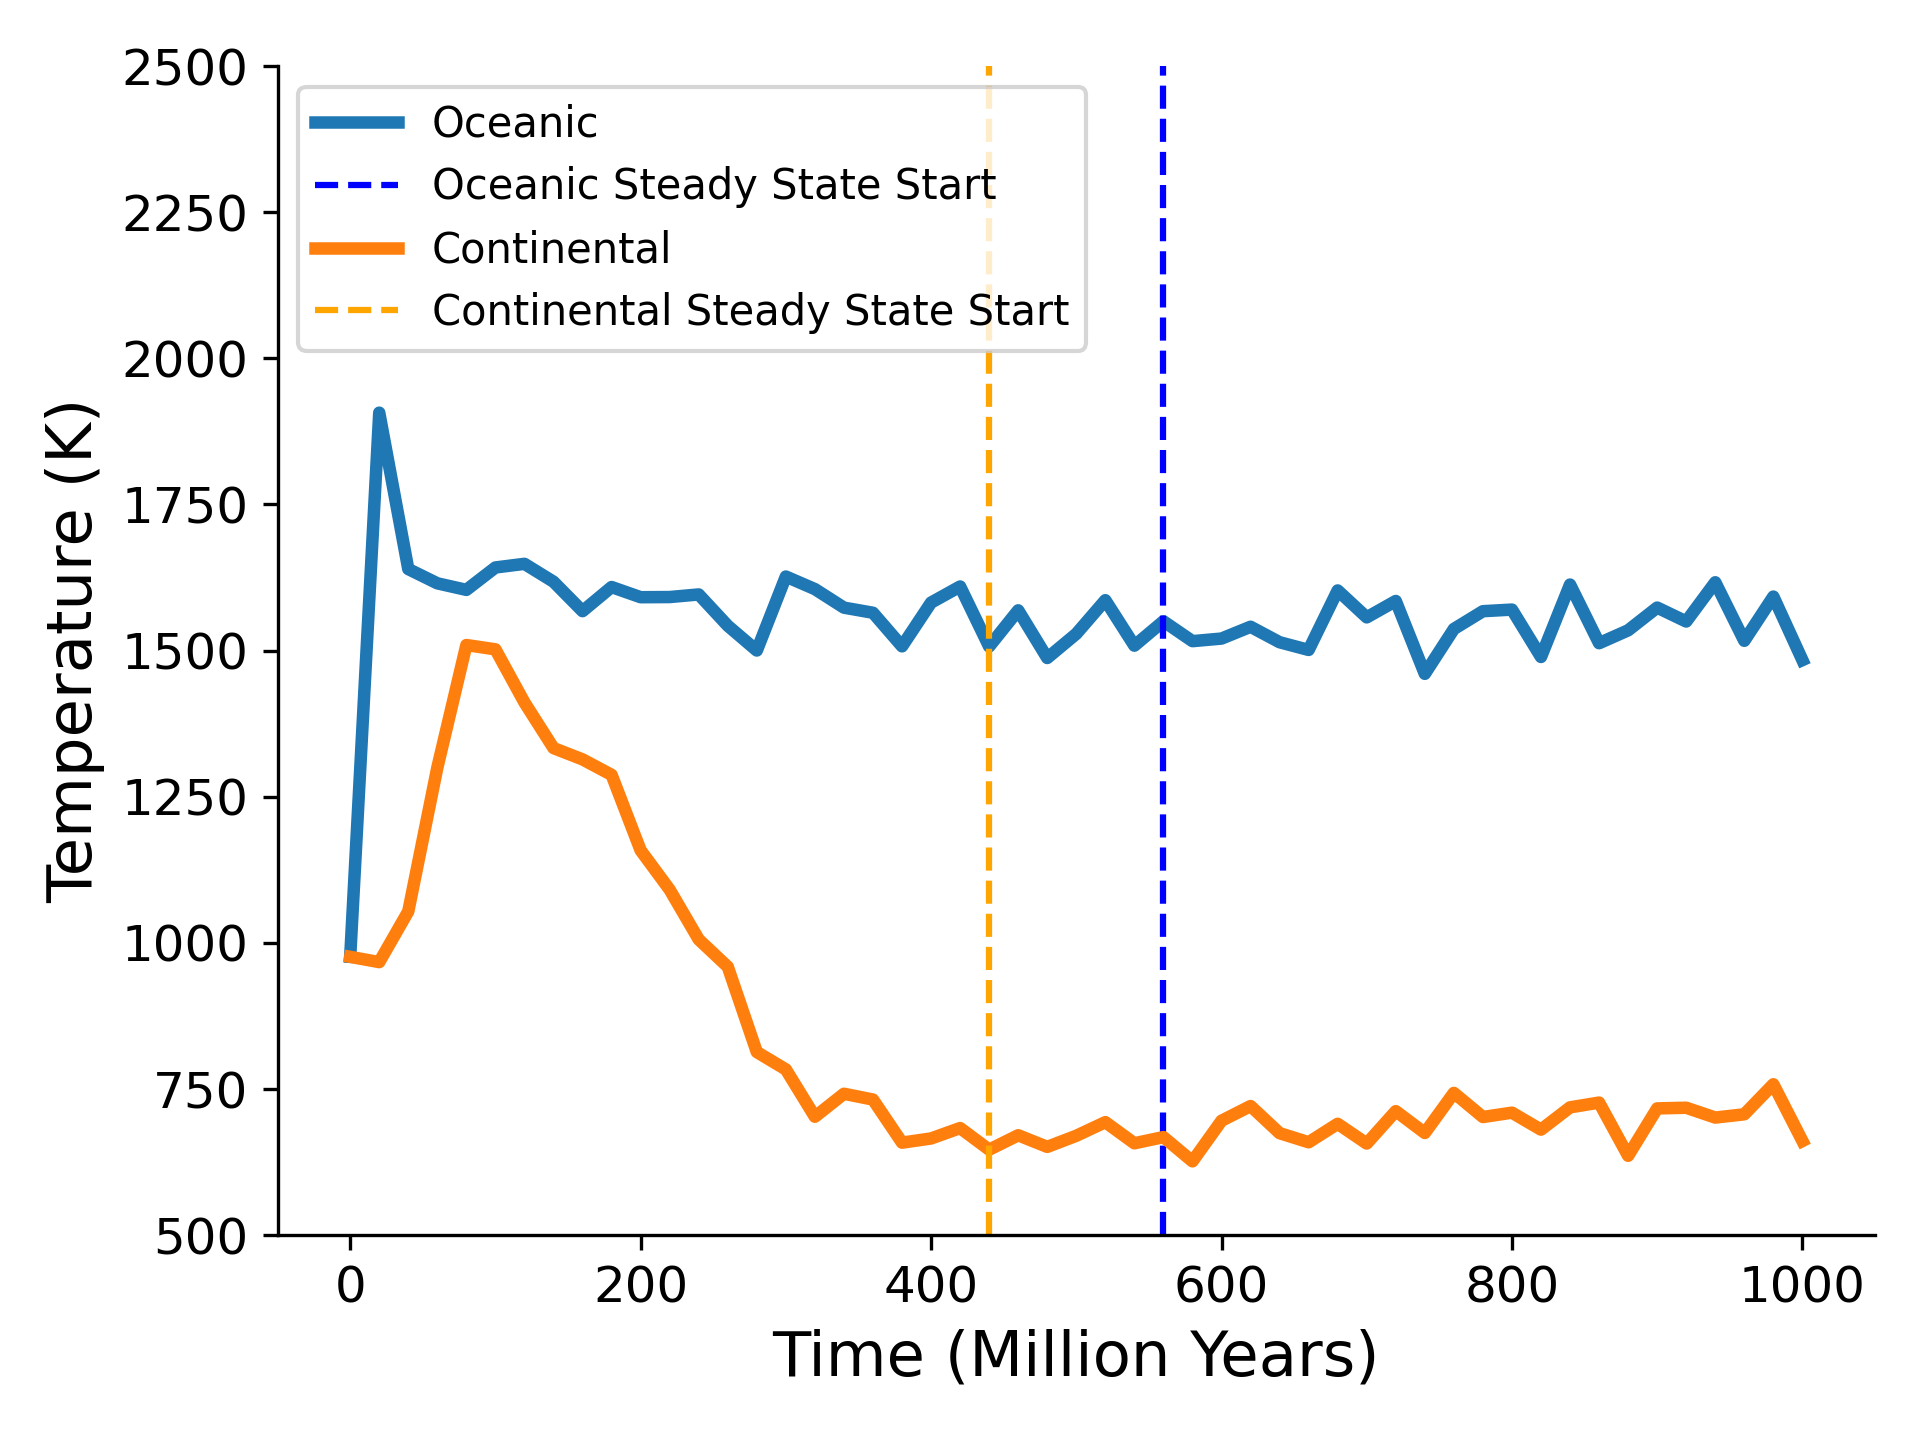 2500
2250
2000
1750
1500
1250
1000
750
500
Temperature (K)
Oceanic
Oceanic Steady State Start
Continental
Continental Steady State Start
0 200 400 600 800 1000
Time (Million Years)